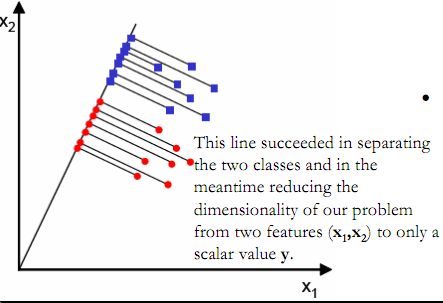 x2
This line succeeded in separating
the two classes and in the
meantime reducing the
dimensionality of our problem
from two features (x1,x2) to only a
scalar value y.
x1